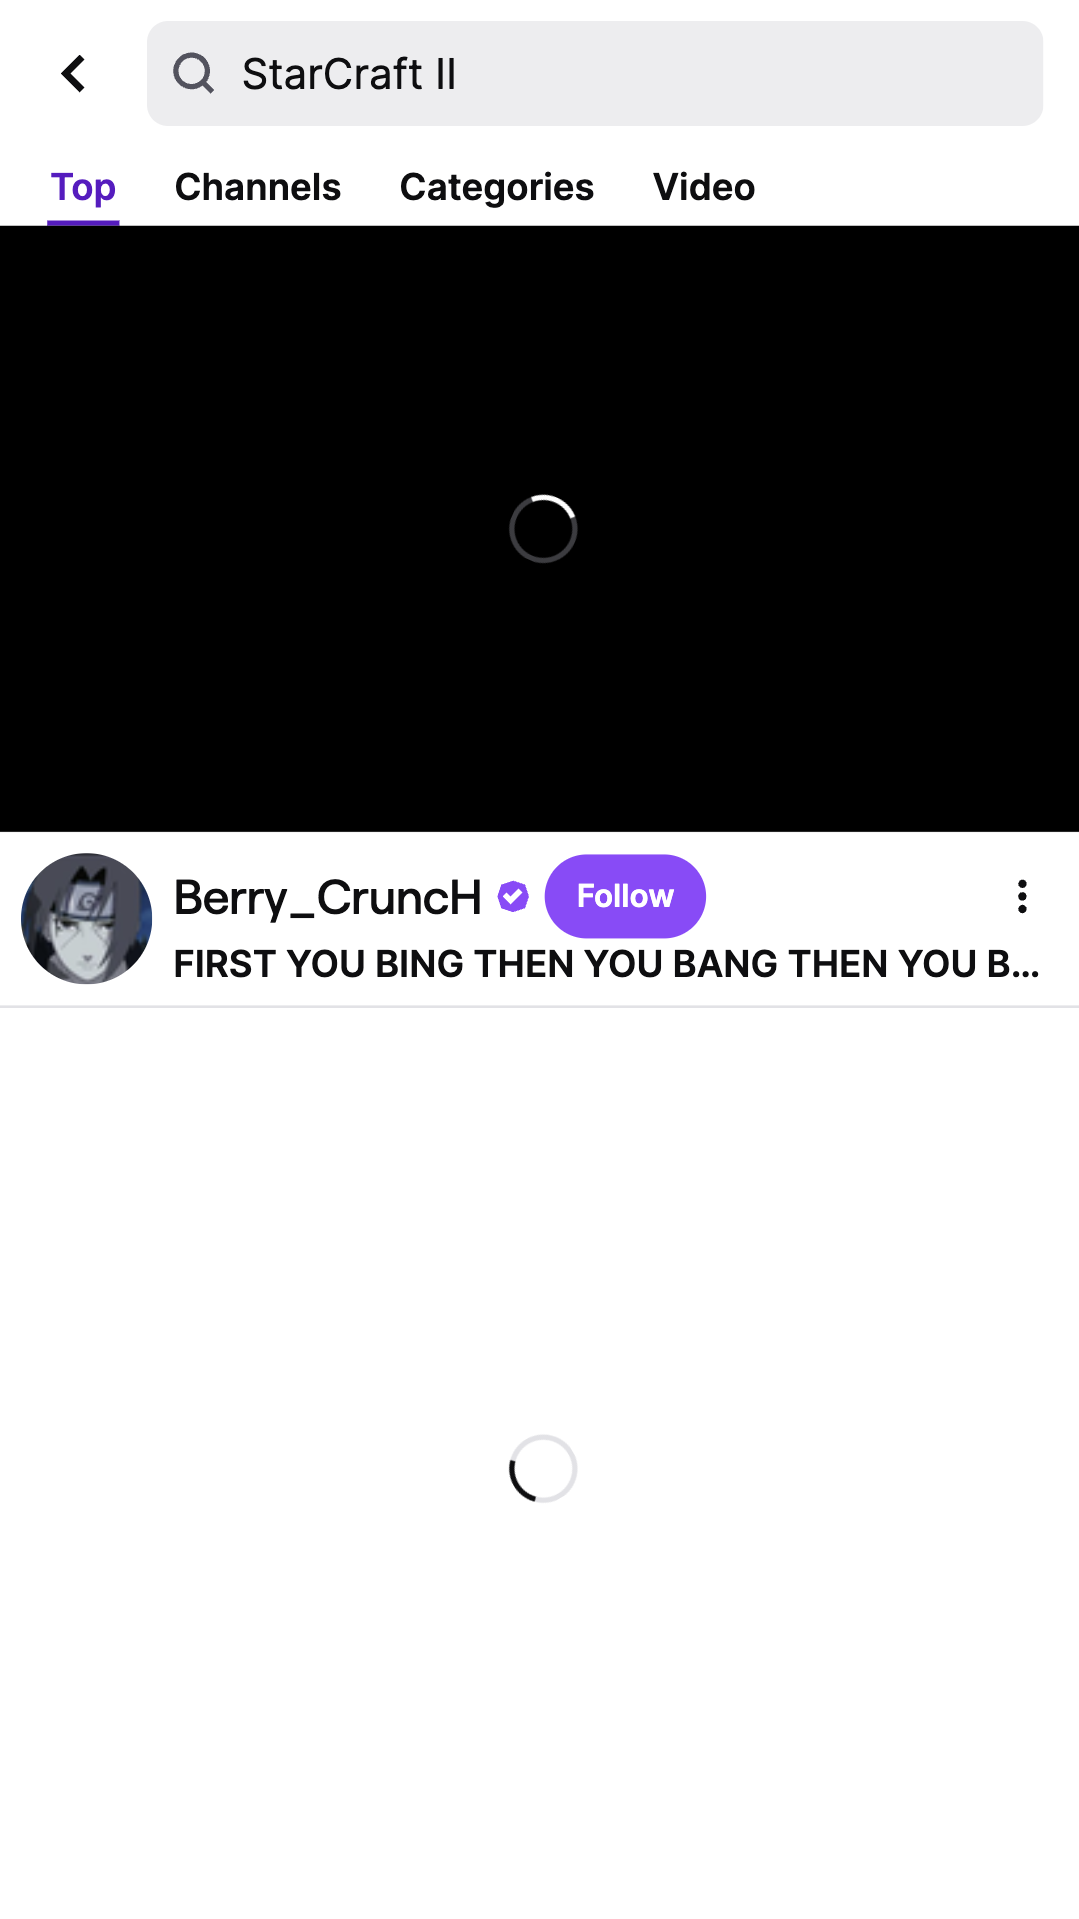 StarCraft II
Top Channels Categories Video
Berry_CruncH Follow
FIRST YOU BING THEN YOU BANG THEN YOU B...